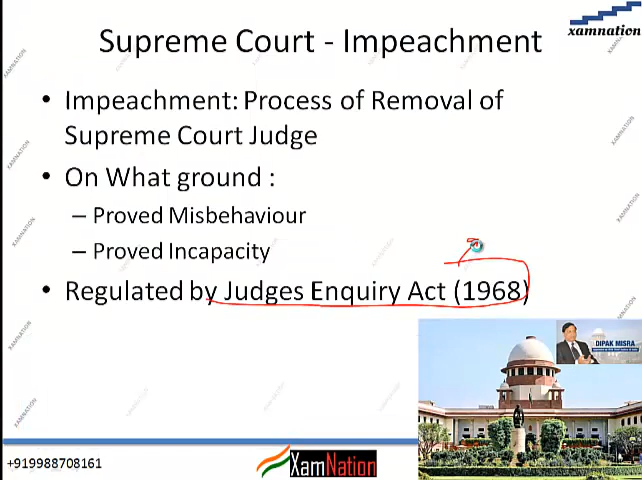 Supreme Court - Impeachment
xamnation
• Impeachment: Process of Removal of
Supreme Court Judge
• On What ground :
– Proved Misbehaviour
– Proved Incapacity
• Regulated by Judges Enquiry Act (1968)
DIPAK MISRA
+919988708161
XamNation